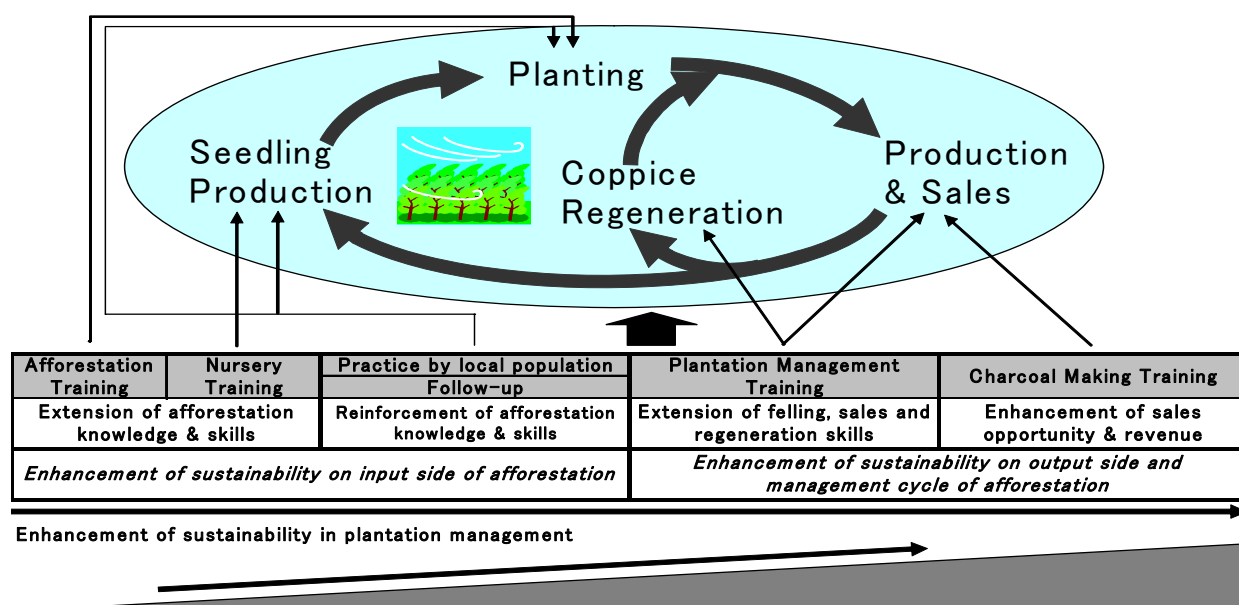 Planting
Seedling
Production
Coppice
Regeneration
Production
& Sales
Afforestation
Training
Nursery
Training
Practice by local population
Follow-up
Plantation Management
Training
Charcoal Making Training
Extension of afforestation
knowledge & skills
Reinforcement of afforestation
knowledge & skills
Extension of felling, sales and
regeneration skills
Enhancement of sales
opportunity & revenue
Enhancement of sustainability on input side of afforestation
Enhancement of sustainability on output side and
management cycle of afforestation
Enhancement of sustainability in plantation management